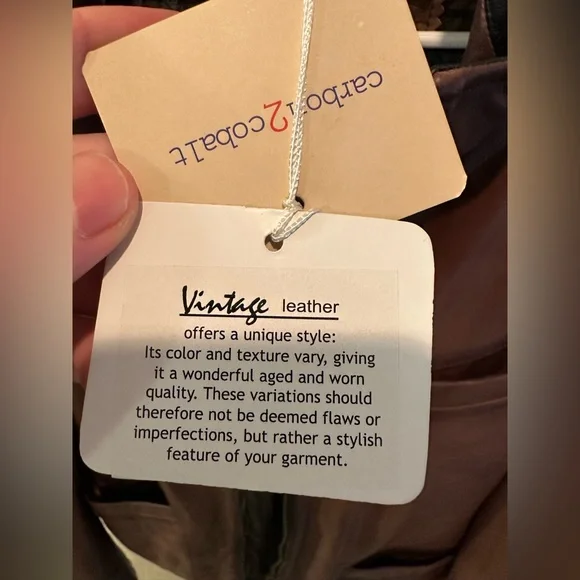 carbon2cobalt
Vintage leather
offers a unique style:
Its color and texture vary, giving
it a wonderful aged and worn
quality. These variations should
therefore not be deemed flaws or
imperfections, but rather a stylish
feature of your garment.